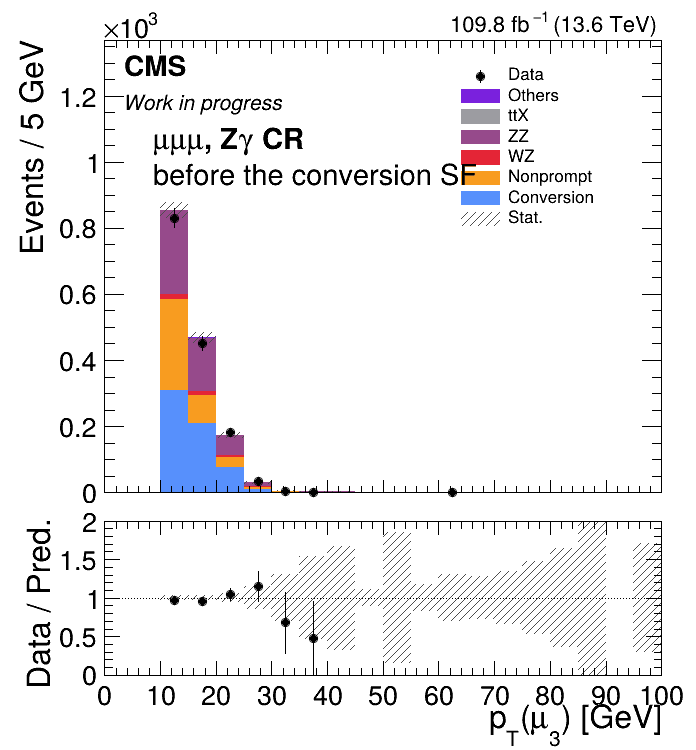 ×10³
109.8 fb⁻¹ (13.6 TeV)
CMS
Work in progress
μμμ, Zγ CR
before the conversion SF
Data
Others
ttX
ZZ
WZ
Nonprompt
Conversion
Stat.
Events / 5 GeV
1.2
1
0.8
0.6
0.4
0.2
0
Data / Pred.
2
1.5
1
0.5
0
0 10 20 30 40 50 60 70 80 90 100
p_T(μ₃) [GeV]